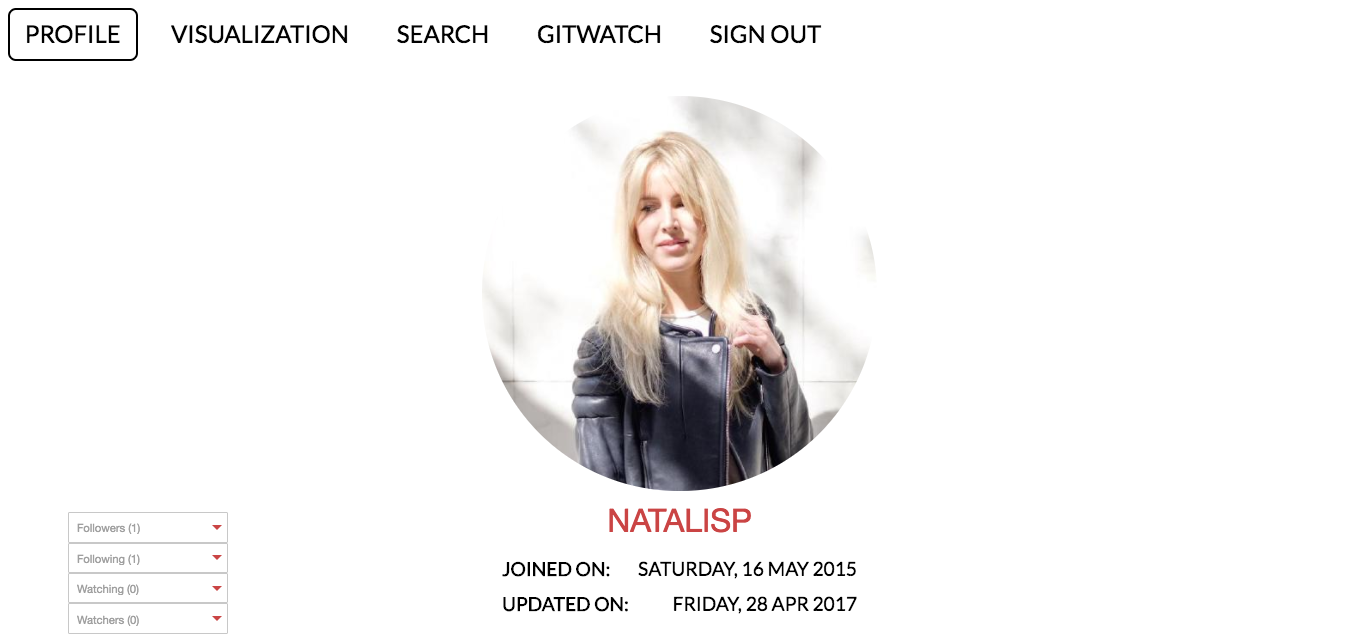 PROFILE VISUALIZATION SEARCH GITWATCH SIGN OUT
NATALISP
JOINED ON: SATURDAY, 16 MAY 2015
UPDATED ON: FRIDAY, 28 APR 2017
Followers (1)
Following (1)
Watching (0)
Watchers (0)